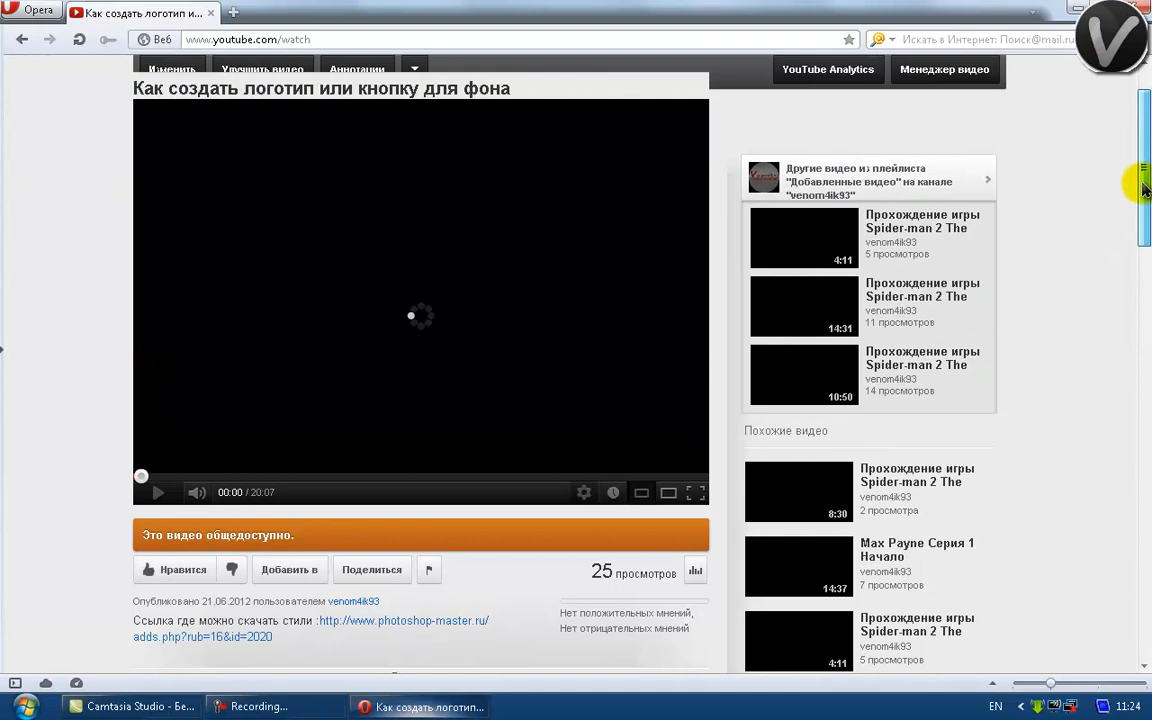 Opera
Как создать логотип и...
Веб
www.youtube.com/watch
Искать в Интернет: Поиск@mail.ru
Изменить
Улучшить видео
Аннотации
YouTube Analytics
Менеджер видео
Как создать логотип или кнопку для фона
00:00 / 20:07
Это видео общедоступно.
Нравится
Добавить в
Поделиться
25 просмотров
Опубликовано 21.06.2012 пользователем venom4ik93
Ссылка где можно скачать стили :http://www.photoshop-master.ru/
adds.php?rub=16&id=2020
Нет положительных мнений,
Нет отрицательных мнений
Другие видео из плейлиста
"Добавленные видео" на канале
"venom4ik93"
4:11
Прохождение игры
Spider-man 2 The
venom4ik93
5 просмотров
14:31
Прохождение игры
Spider-man 2 The
venom4ik93
11 просмотров
10:50
Прохождение игры
Spider-man 2 The
venom4ik93
14 просмотров
Похожие видео
8:30
Прохождение игры
Spider-man 2 The
venom4ik93
2 просмотра
14:37
Max Payne Серия 1
Начало
venom4ik93
7 просмотров
4:11
Прохождение игры
Spider-man 2 The
venom4ik93
5 просмотров
Camtasia Studio - Бе...
Recording...
Как создать логотип...
EN
11:24